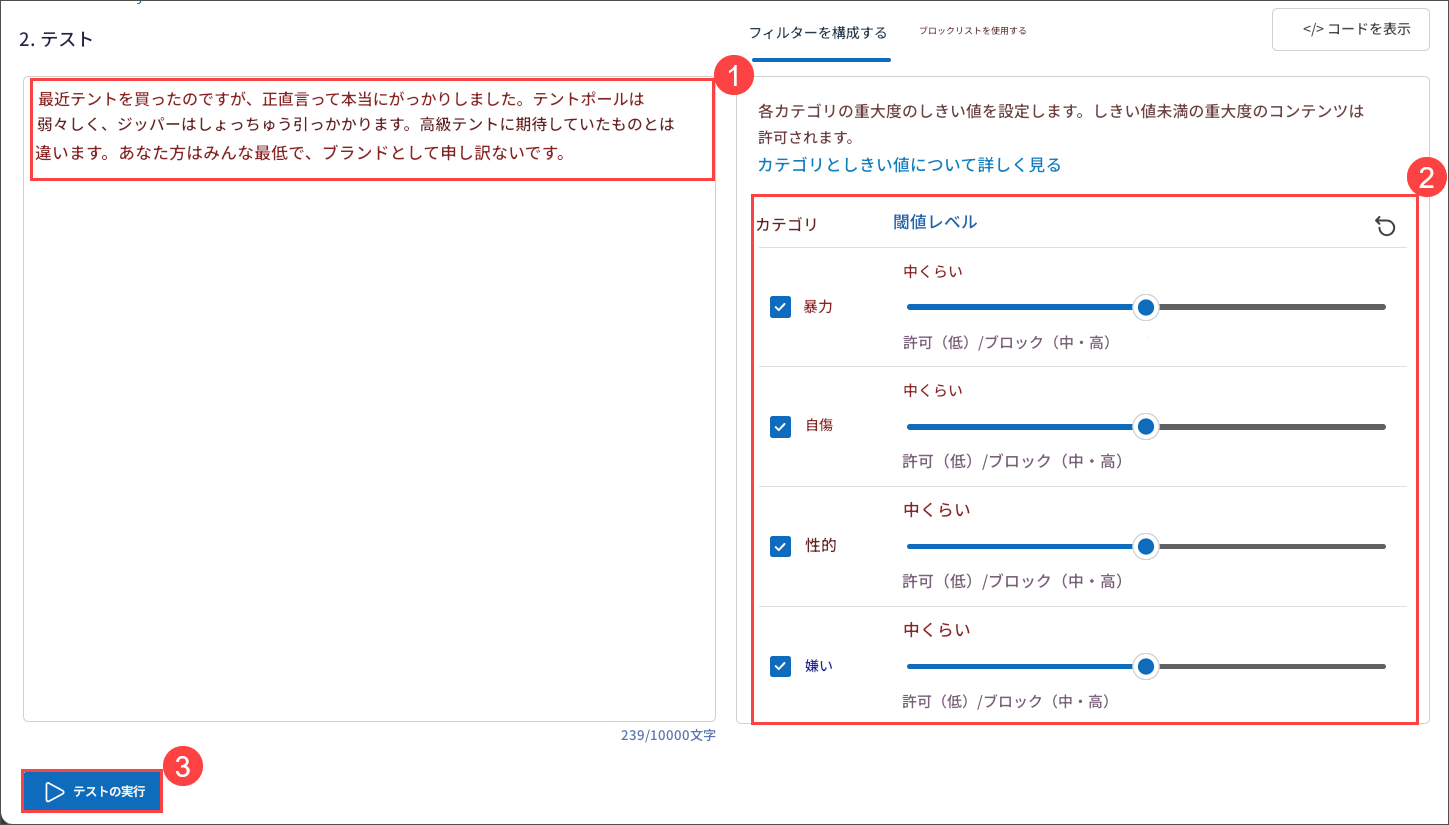 2. テスト
フィルターを構成する
ブロックリストを使用する
</> コードを表示
1
最近テントを買ったのですが、正直言って本当にがっかりしました。テントポールは
弱々しく、ジッパーはしょっちゅう引っかかります。高級テントに期待していたものとは
違います。あなた方はみんな最低で、ブランドとして申し訳ないです。
239/10000文字
3
テストの実行
各カテゴリの重大度のしきい値を設定します。しきい値未満の重大度のコンテンツは
許可されます。
カテゴリとしきい値について詳しく見る
2
カテゴリ
閾値レベル
中くらい
暴力
許可（低）/ブロック（中・高）
中くらい
自傷
許可（低）/ブロック（中・高）
中くらい
性的
許可（低）/ブロック（中・高）
中くらい
嫌い
許可（低）/ブロック（中・高）